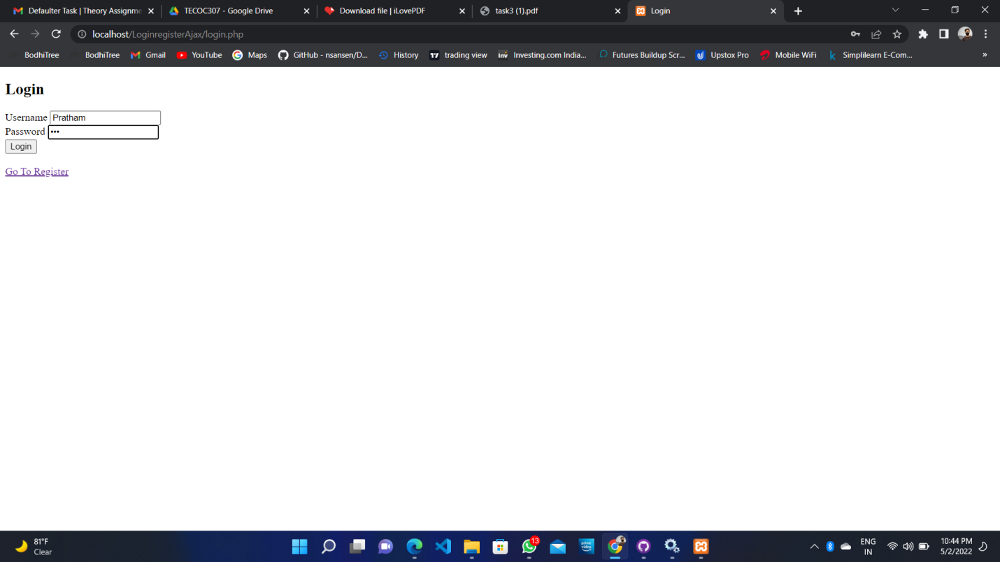 Defaulter Task | Theory Assignme
TECOC307 - Google Drive
Download file | iLovePDF
task3 (1).pdf
Login
localhost/LoginregisterAjax/login.php
BodhiTree
BodhiTree
Gmail
YouTube
Maps
GitHub - nsansen/D...
History
trading view
Inv
Investing.com India...
Futures Buildup Scr...
Upstox Pro
Mobile WiFi
k
Simplilearn E-Com...
»
Login
Username Pratham
Password •••
Login
Go To Register
81°F
Clear
prime video
13
ENG
IN
10:44 PM
5/2/2022